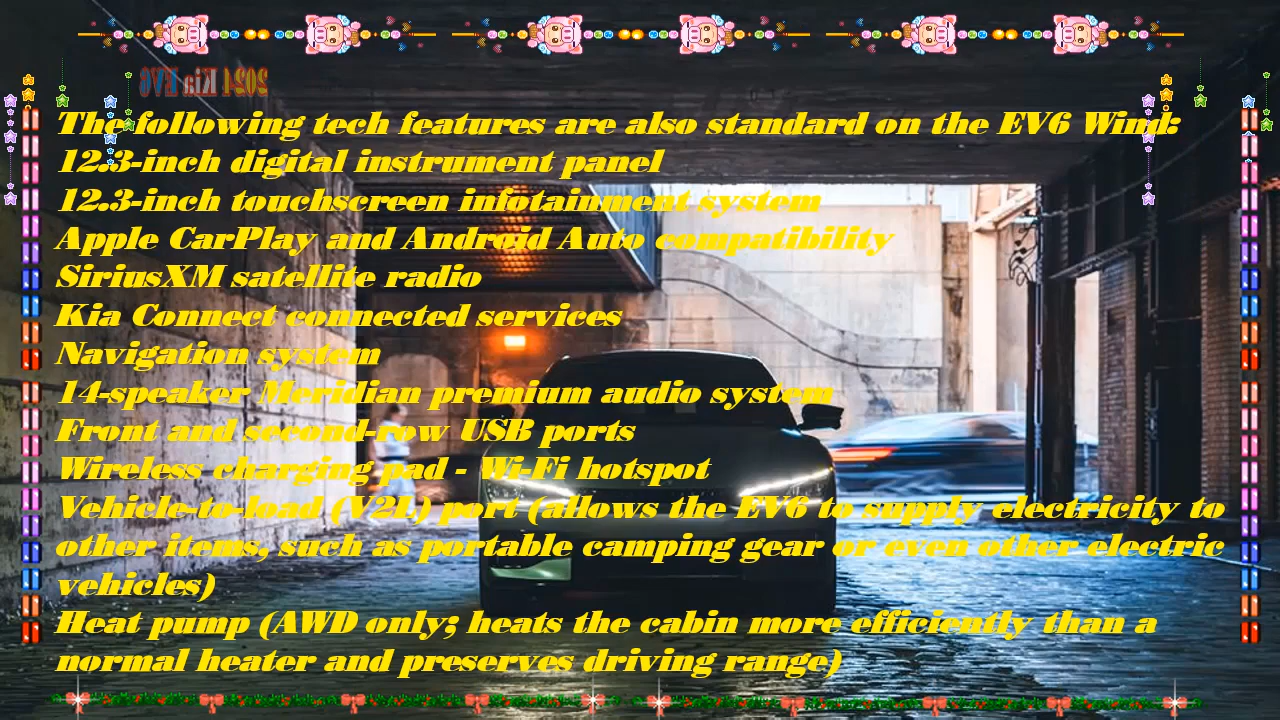 2024 Kia EV6
The following tech features are also standard on the EV6 Wind:
12.3-inch digital instrument panel
12.3-inch touchscreen infotainment system
Apple CarPlay and Android Auto compatibility
SiriusXM satellite radio
Kia Connect connected services
Navigation system
14-speaker Meridian premium audio system
Front and second-row USB ports
Wireless charging pad - Wi-Fi hotspot
Vehicle-to-load (V2L) port (allows the EV6 to supply electricity to
other items, such as portable camping gear or even other electric
vehicles)
Heat pump (AWD only; heats the cabin more efficiently than a
normal heater and preserves driving range)